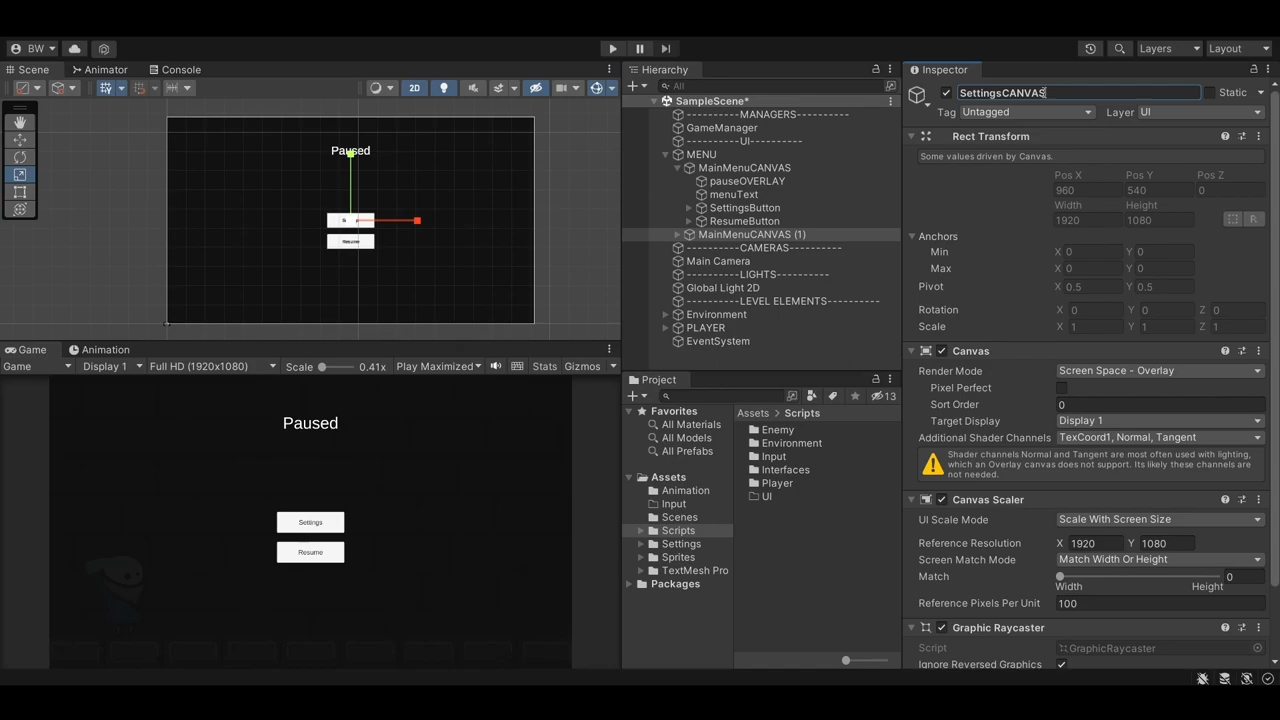 BW
Layers
Layout
Scene
Animator
Console
2D
Paused
Resume
Game
Animation
Game
Display 1
Full HD (1920x1080)
Scale
0.41x
Play Maximized
Stats
Gizmos
Paused
Settings
Resume
Hierarchy
All
SampleScene*
----------MANAGERS----------
GameManager
----------UI----------
MENU
MainMenuCANVAS
pauseOVERLAY
menuText
SettingsButton
ResumeButton
MainMenuCANVAS (1)
----------CAMERAS----------
Main Camera
----------LIGHTS----------
Global Light 2D
----------LEVEL ELEMENTS----------
Environment
PLAYER
EventSystem
Project
13
Favorites
All Materials
All Models
All Prefabs
Assets
Animation
Input
Scenes
Scripts
Settings
Sprites
TextMesh Pro
Packages
Assets > Scripts
Enemy
Environment
Input
Interfaces
Player
UI
Inspector
SettingsCANVAS
Static
Tag Untagged Layer UI
Rect Transform
Some values driven by Canvas.
Pos X Pos Y Pos Z
960 540 0
Width Height
1920 1080
R
Anchors
Min X 0 Y 0
Max X 0 Y 0
Pivot X 0.5 Y 0.5
Rotation X 0 Y 0 Z 0
Scale X 1 Y 1 Z 1
Canvas
Render Mode Screen Space - Overlay
Pixel Perfect
Sort Order 0
Target Display Display 1
Additional Shader Channels TexCoord1, Normal, Tangent
Shader channels Normal and Tangent are most often used with lighting,
which an Overlay canvas does not support. Its likely these channels are
not needed.
Canvas Scaler
UI Scale Mode Scale With Screen Size
Reference Resolution X 1920 Y 1080
Screen Match Mode Match Width Or Height
Match 0
Width Height
Reference Pixels Per Unit 100
Graphic Raycaster
Script GraphicRaycaster
Ignore Reversed Graphics